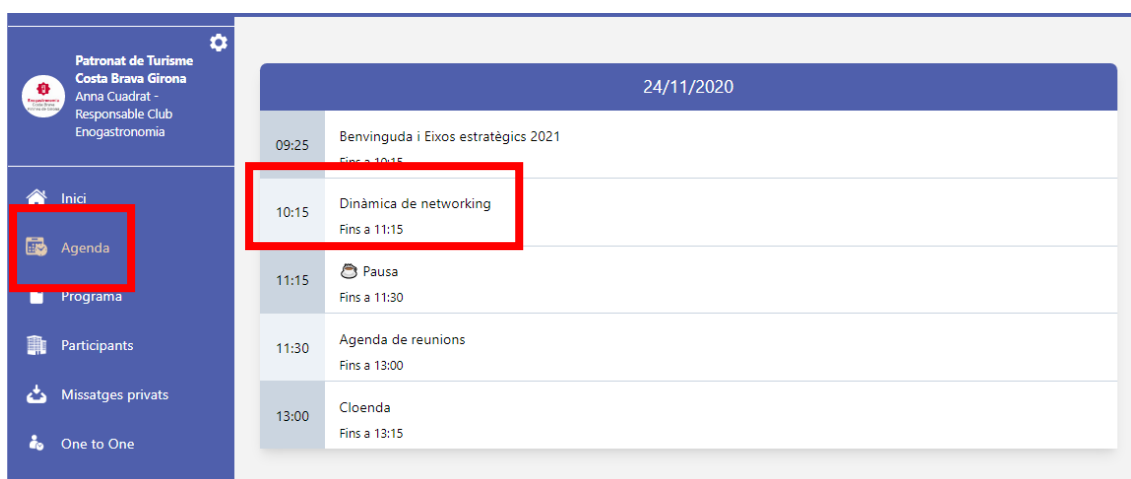 Patronat de Turisme
Costa Brava Girona
Anna Cuadrat -
Responsable Club
Enogastronomia
Inici
Agenda
Programa
Participants
Missatges privats
One to One
24/11/2020
09:25
Benvinguda i Eixos estratègics 2021
Fins a 10:15
10:15
Dinàmica de networking
Fins a 11:15
11:15
Pausa
Fins a 11:30
11:30
Agenda de reunions
Fins a 13:00
13:00
Cloenda
Fins a 13:15